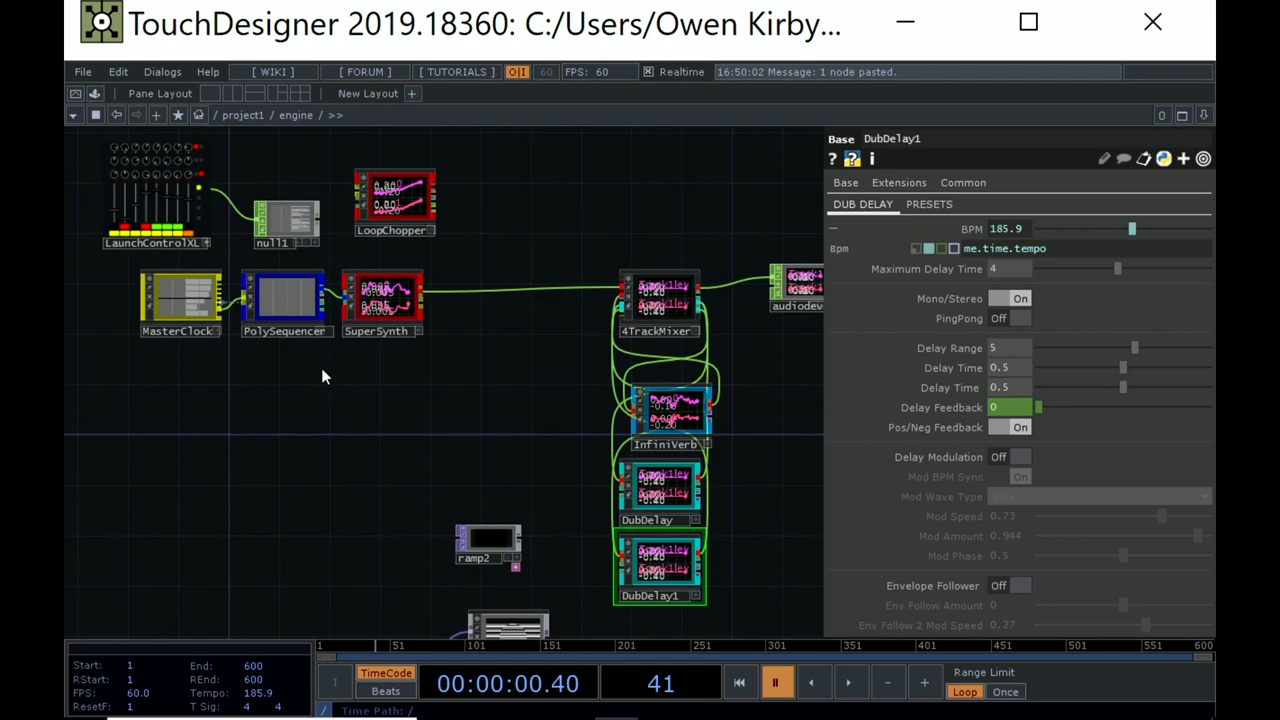 TouchDesigner 2019.18360: C:/Users/Owen Kirby...
File Edit Dialogs Help [ WIKI ] [ FORUM ] [ TUTORIALS ] O|I 60 FPS: 60 Realtime 16:50:02 Message: 1 node pasted.
Pane Layout New Layout +
/ project1 / engine / >> 0
Base DubDelay1
? ? i
Base Extensions Common
DUB DELAY PRESETS
BPM 185.9
Bpm me.time.tempo
Maximum Delay Time 4
Mono/Stereo On
PingPong Off
Delay Range 5
Delay Time 0.5
Delay Time 0.5
Delay Feedback 0
Pos/Neg Feedback On
Delay Modulation Off
Mod BPM Sync On
Mod Wave Type
Mod Speed 0.73
Mod Amount 0.944
Mod Phase 0.5
Envelope Follower Off
Env Follow Amount 0
Env Follow 2 Mod Speed 0.27
LaunchControlXL
null1
LoopChopper
MasterClock
PolySequencer
SuperSynth
4TrackMixer
audiodev
InfiniVerb
DubDelay
DubDelay1
ramp2
1 51 101 151 201 251 301 351 401 451 501 551 600
Start: 1 End: 600
RStart: 1 REnd: 600
FPS: 60.0 Tempo: 185.9
ResetF: 1 T Sig: 4 4
TimeCode
Beats
00:00:00.40
41
Range Limit
Loop Once
/ Time Path: /